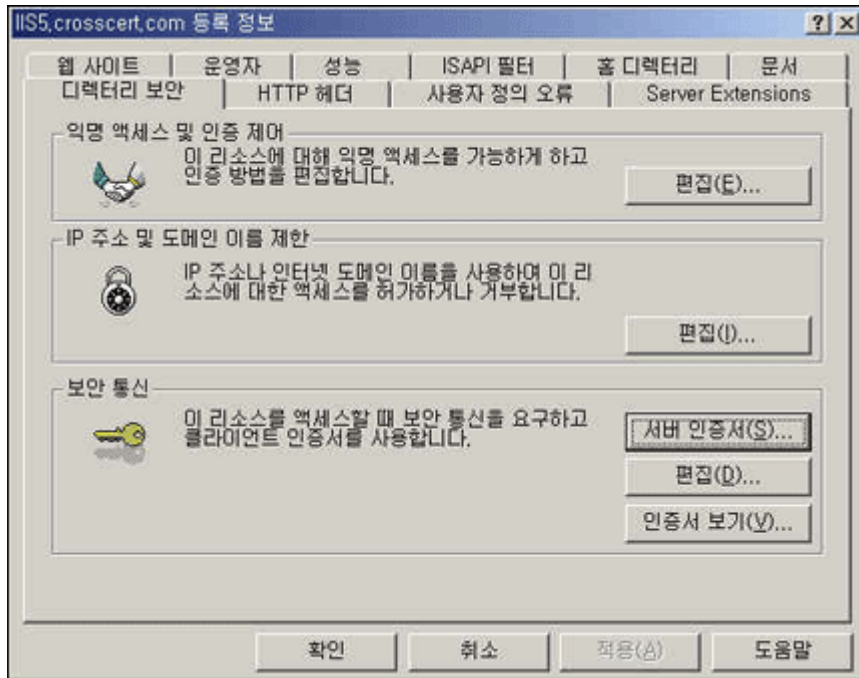 IIS5,crosscert,com 등록 정보
웹 사이트 운영자 성능 ISAPI 필터 홈 디렉터리 문서
디렉터리 보안 HTTP 헤더 사용자 정의 오류 Server Extensions
익명 액세스 및 인증 제어
이 리소스에 대해 익명 액세스를 가능하게 하고
인증 방법을 편집합니다.
편집(E)...
IP 주소 및 도메인 이름 제한
IP 주소나 인터넷 도메인 이름을 사용하여 이 리
소스에 대한 액세스를 허가하거나 거부합니다.
편집(I)...
보안 통신
이 리소스를 액세스할 때 보안 통신을 요구하고
클라이언트 인증서를 사용합니다.
서버 인증서(S)...
편집(D)...
인증서 보기(V)...
확인 취소 적용(A) 도움말